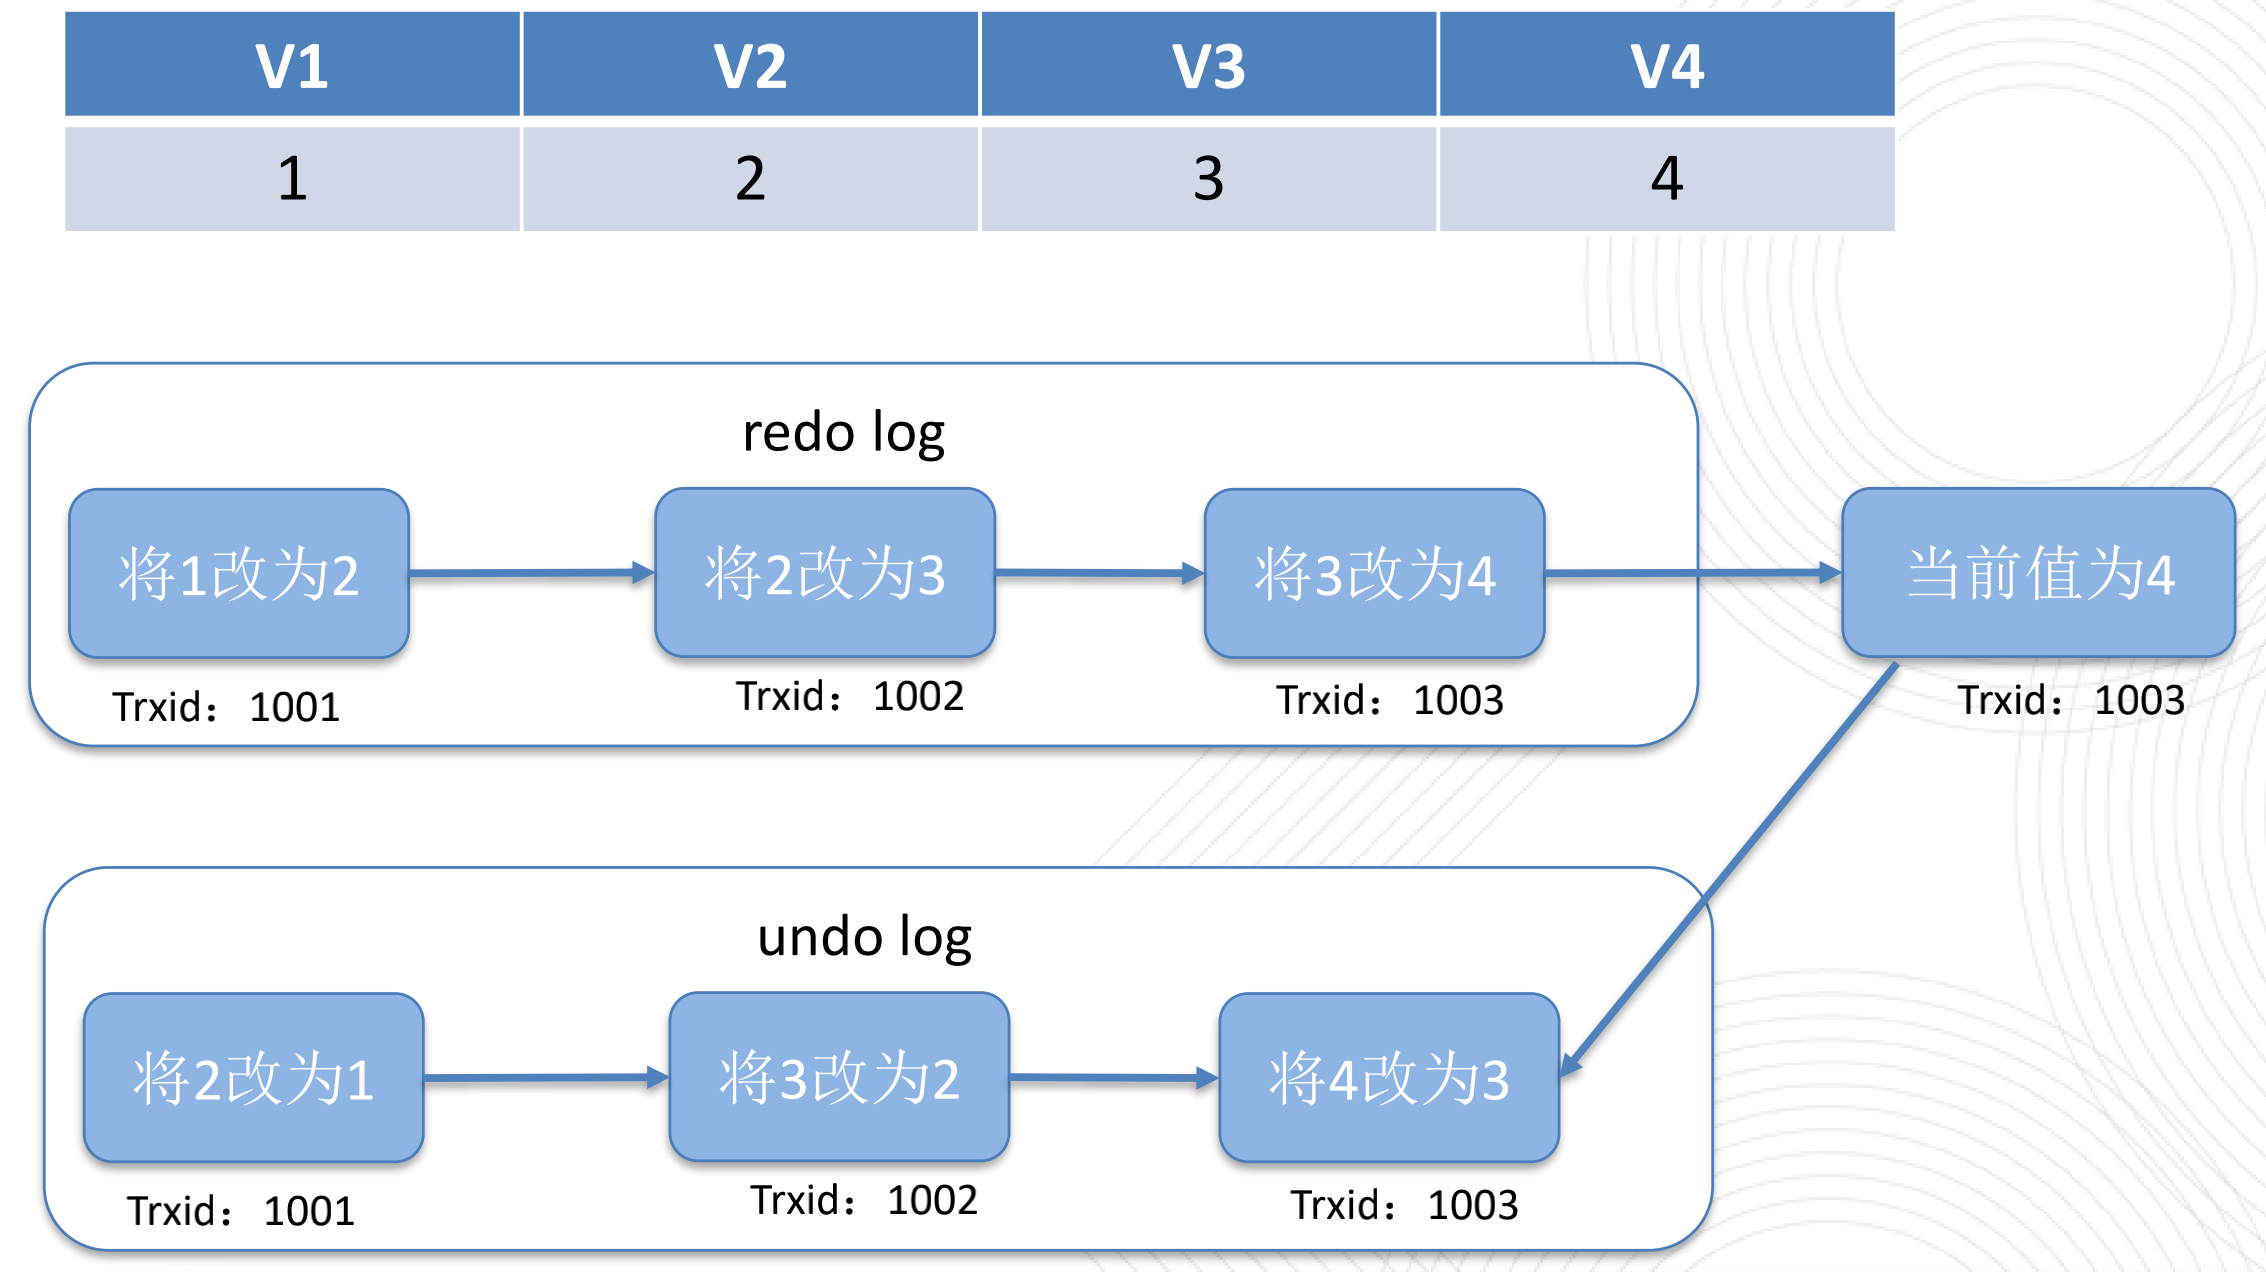 V1 V2 V3 V4
1 2 3 4
redo log
将1改为2 将2改为3 将3改为4 当前值为4
Trxid： 1001 Trxid： 1002 Trxid： 1003 Trxid： 1003
undo log
将2改为1 将3改为2 将4改为3
Trxid： 1001 Trxid： 1002 Trxid： 1003